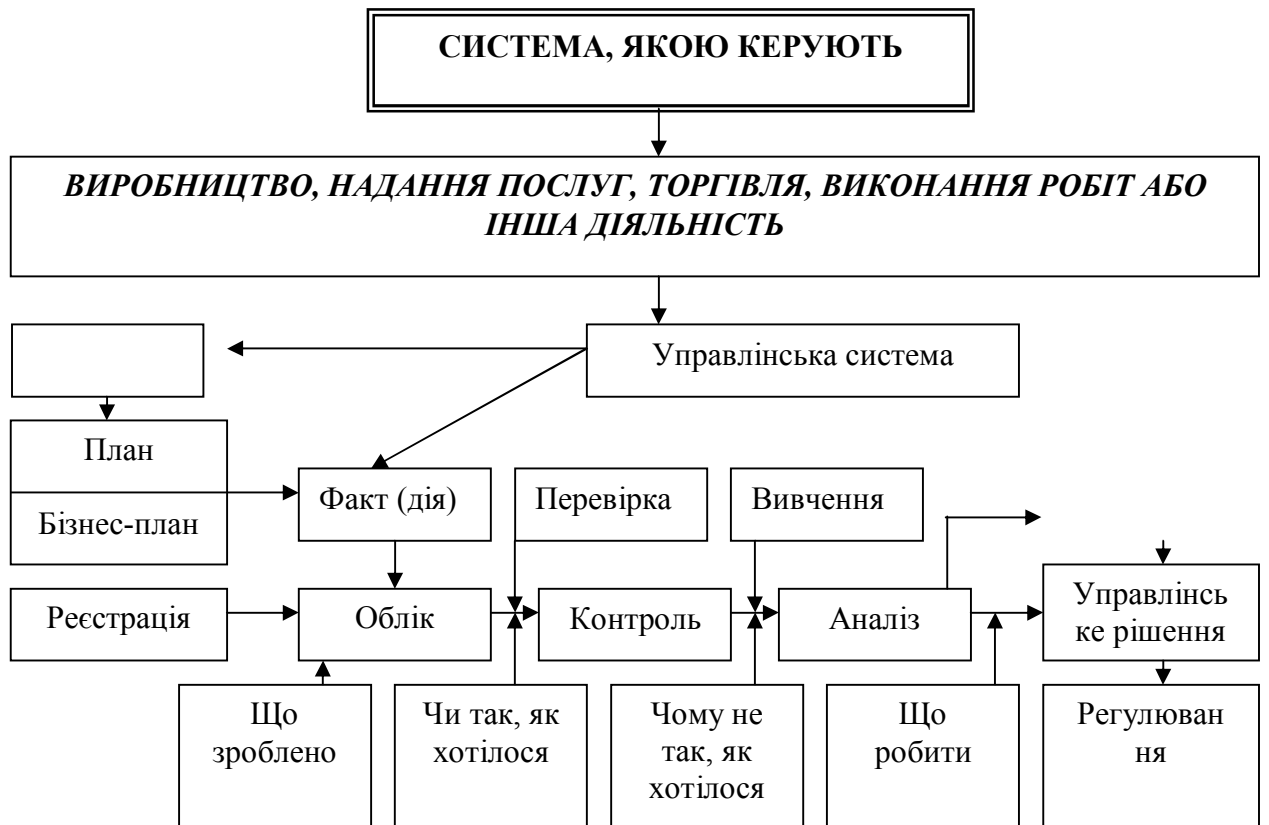 СИСТЕМА, ЯКОЮ КЕРУЮТЬ
ВИРОБНИЦТВО, НАДАННЯ ПОСЛУГ, ТОРГІВЛЯ, ВИКОНАННЯ РОБІТ АБО
ІНША ДІЯЛЬНІСТЬ
Управлінська система
План
Бізнес-план
Факт (дія)
Перевірка
Вивчення
Реєстрація
Облік
Контроль
Аналіз
Управлінсь
ке рішення
Що
зроблено
Чи так, як
хотілося
Чому не
так, як
хотілося
Що
робити
Регулюван
ня